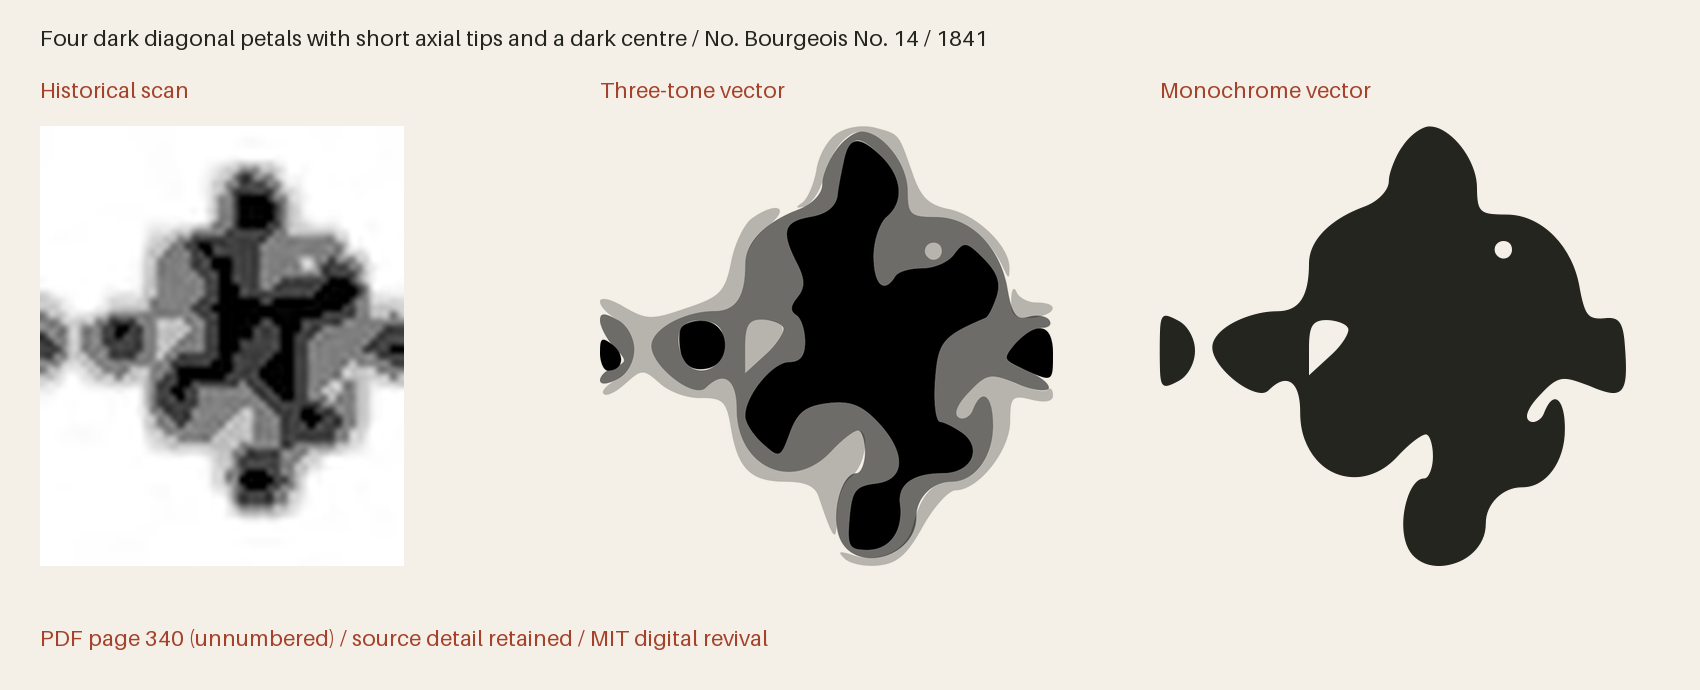 Four dark diagonal petals with short axial tips and a dark centre / No. Bourgeois No. 14 / 1841
Historical scan
Three-tone vector
Monochrome vector
PDF page 340 (unnumbered) / source detail retained / MIT digital revival